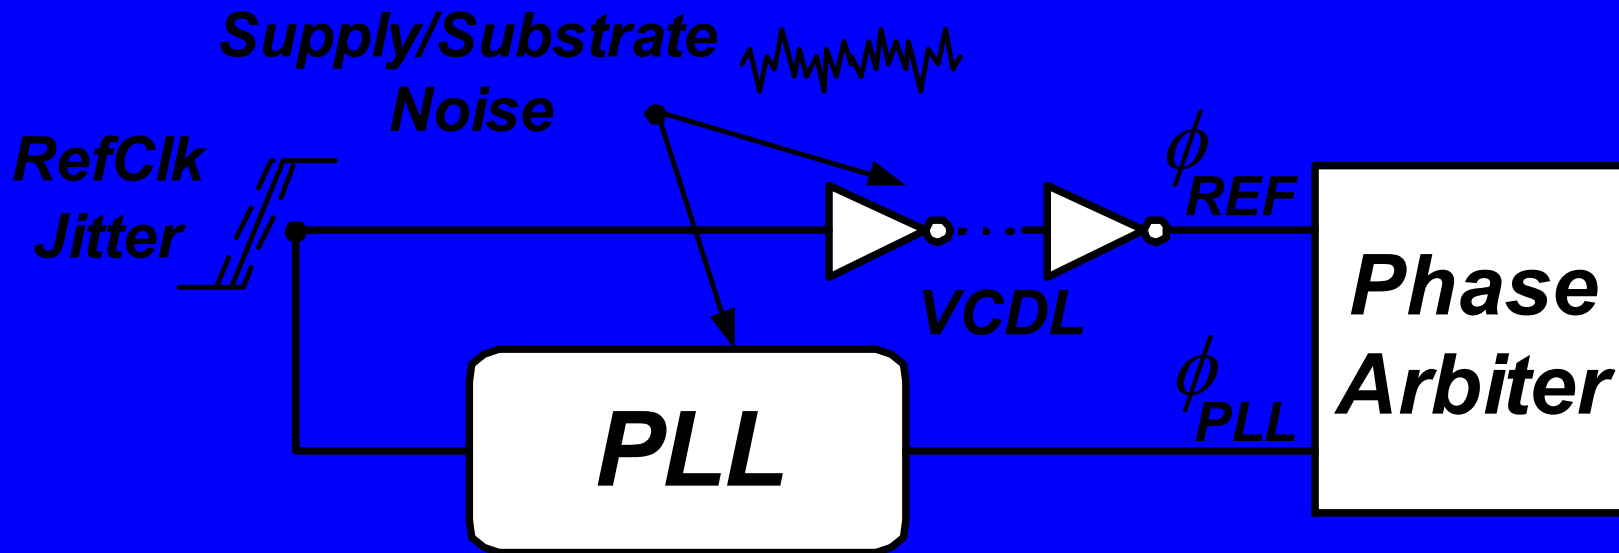 Supply/Substrate
Noise
RefClk
Jitter
ϕREF
VCDL
Phase
Arbiter
ϕPLL
PLL